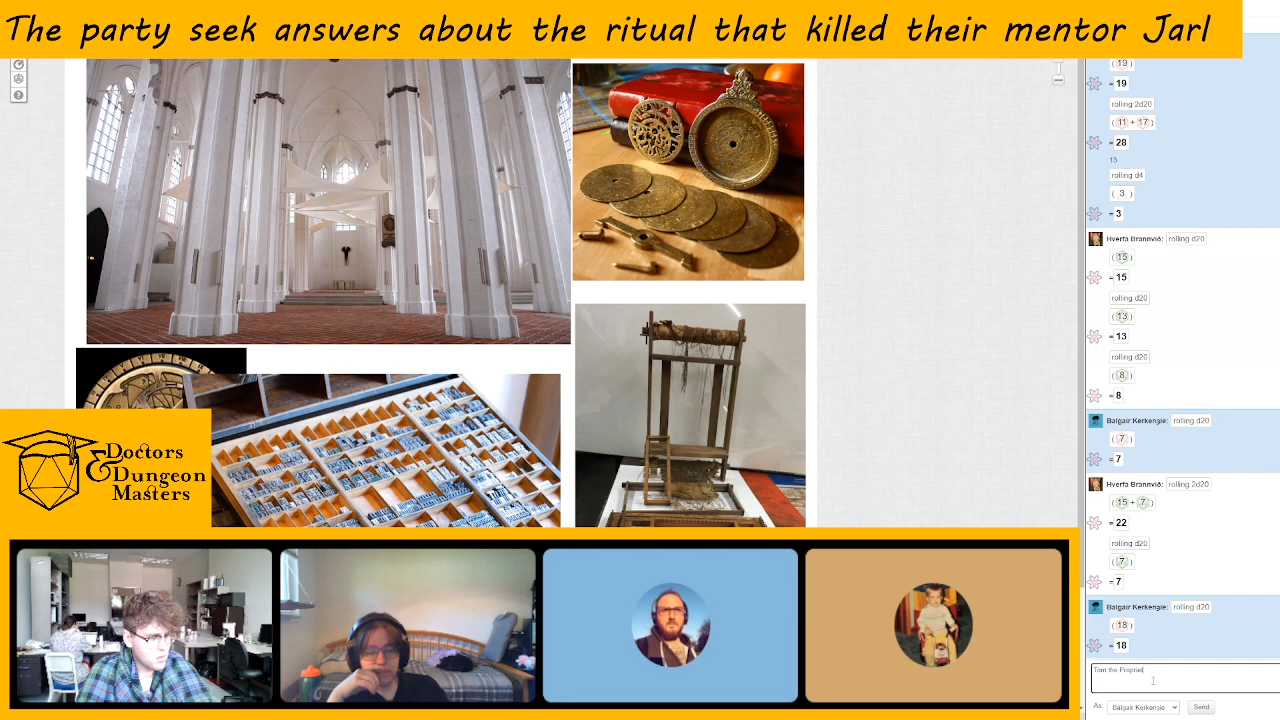 The party seek answers about the ritual that killed their mentor Jarl
(19)
= 19
rolling 2d20
(11 + 17)
= 28
13
rolling d4
(3)
= 3
Hverfa Brannvið: rolling d20
(15)
= 15
rolling d20
(13)
= 13
rolling d20
(8)
= 8
Balgair Kerkengie: rolling d20
(7)
= 7
Hverfa Brannvið: rolling 2d20
(15 + 7)
= 22
rolling d20
(7)
= 7
Balgair Kerkengie: rolling d20
(18)
= 18
Tom the Propriet
As: Balgair Kerkengie Send
Doctors
& Dungeon
Masters